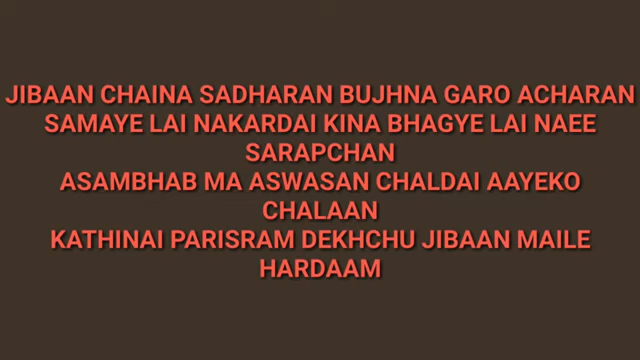 JIBAAN CHAINA SADHARAN BUJHNA GARO ACHARAN
SAMAYE LAI NAKARDAI KINA BHAGYE LAI NAEE
SARAPCHAN
ASAMBHAB MA ASWASAN CHALDAI AAYEKO
CHALAAN
KATHINAI PARISRAM DEKHCHU JIBAAN MAILE
HARDAAM